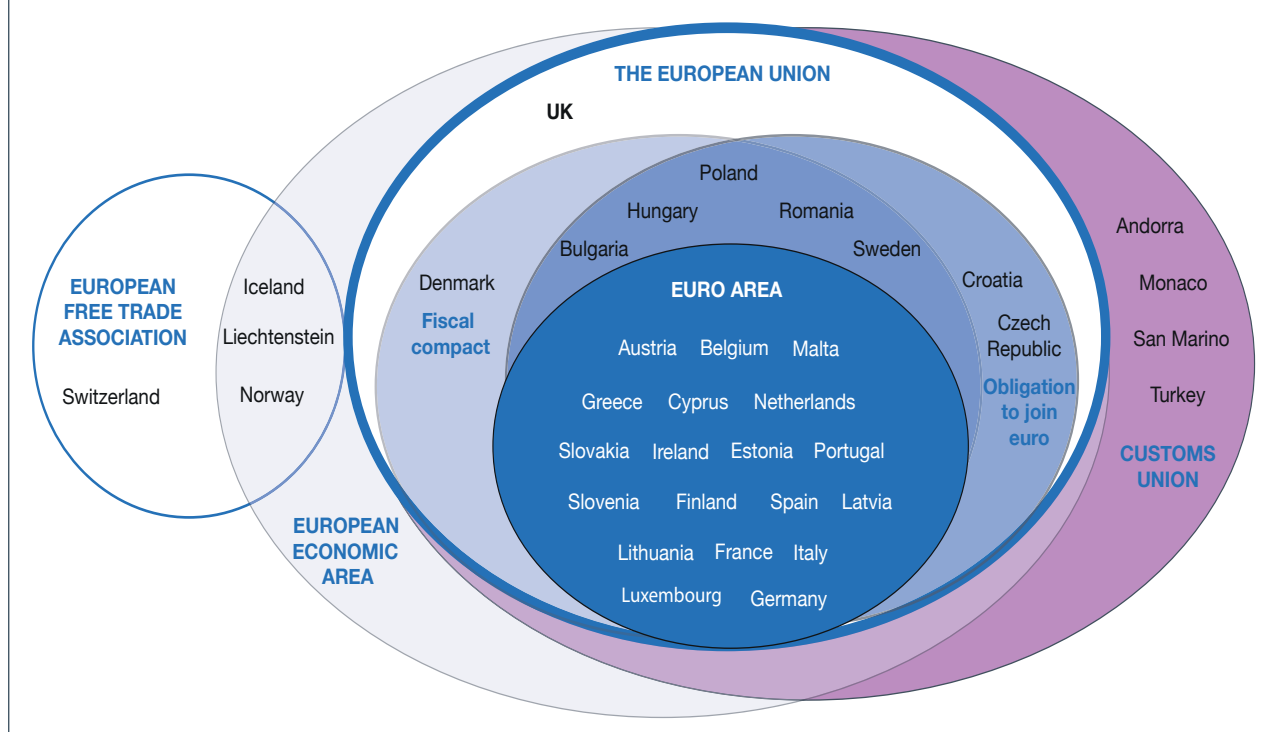 THE EUROPEAN UNION
UK
Poland
Hungary Romania
Bulgaria Sweden
Andorra
Denmark
Fiscal
compact
Croatia
Czech
Republic
Obligation
to join
euro
Monaco
San Marino
Turkey
CUSTOMS
UNION
EUROPEAN
FREE TRADE
ASSOCIATION
Switzerland
Iceland
Liechtenstein
Norway
EUROPEAN
ECONOMIC
AREA
EURO AREA
Austria Belgium Malta
Greece Cyprus Netherlands
Slovakia Ireland Estonia Portugal
Slovenia Finland Spain Latvia
Lithuania France Italy
Luxembourg Germany